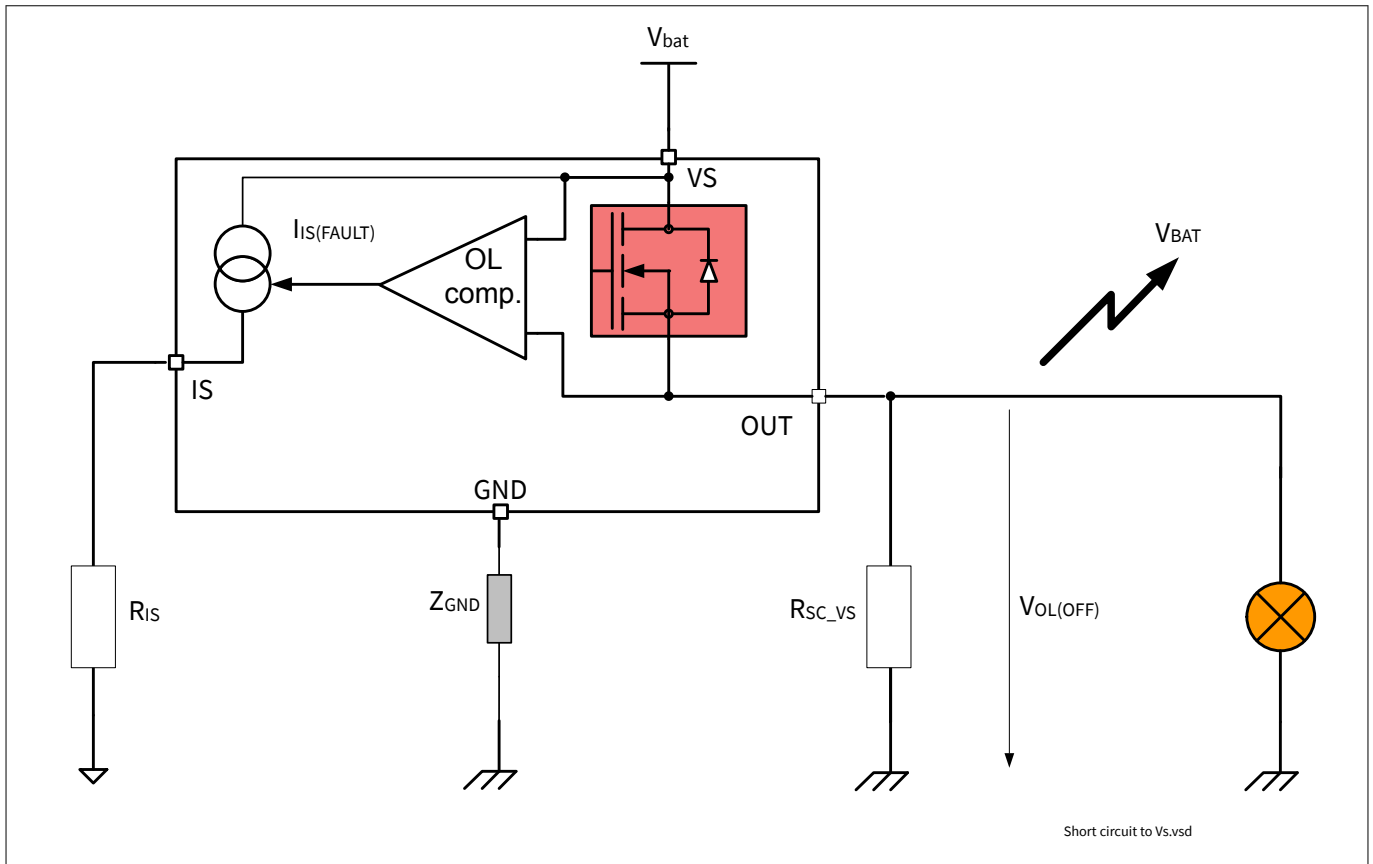 Vbat
VS
IIS(FAULT)
OL
comp.
VBAT
IS
OUT
GND
RIS
ZGND
RSC_VS
VOL(OFF)
Short circuit to Vs.vsd